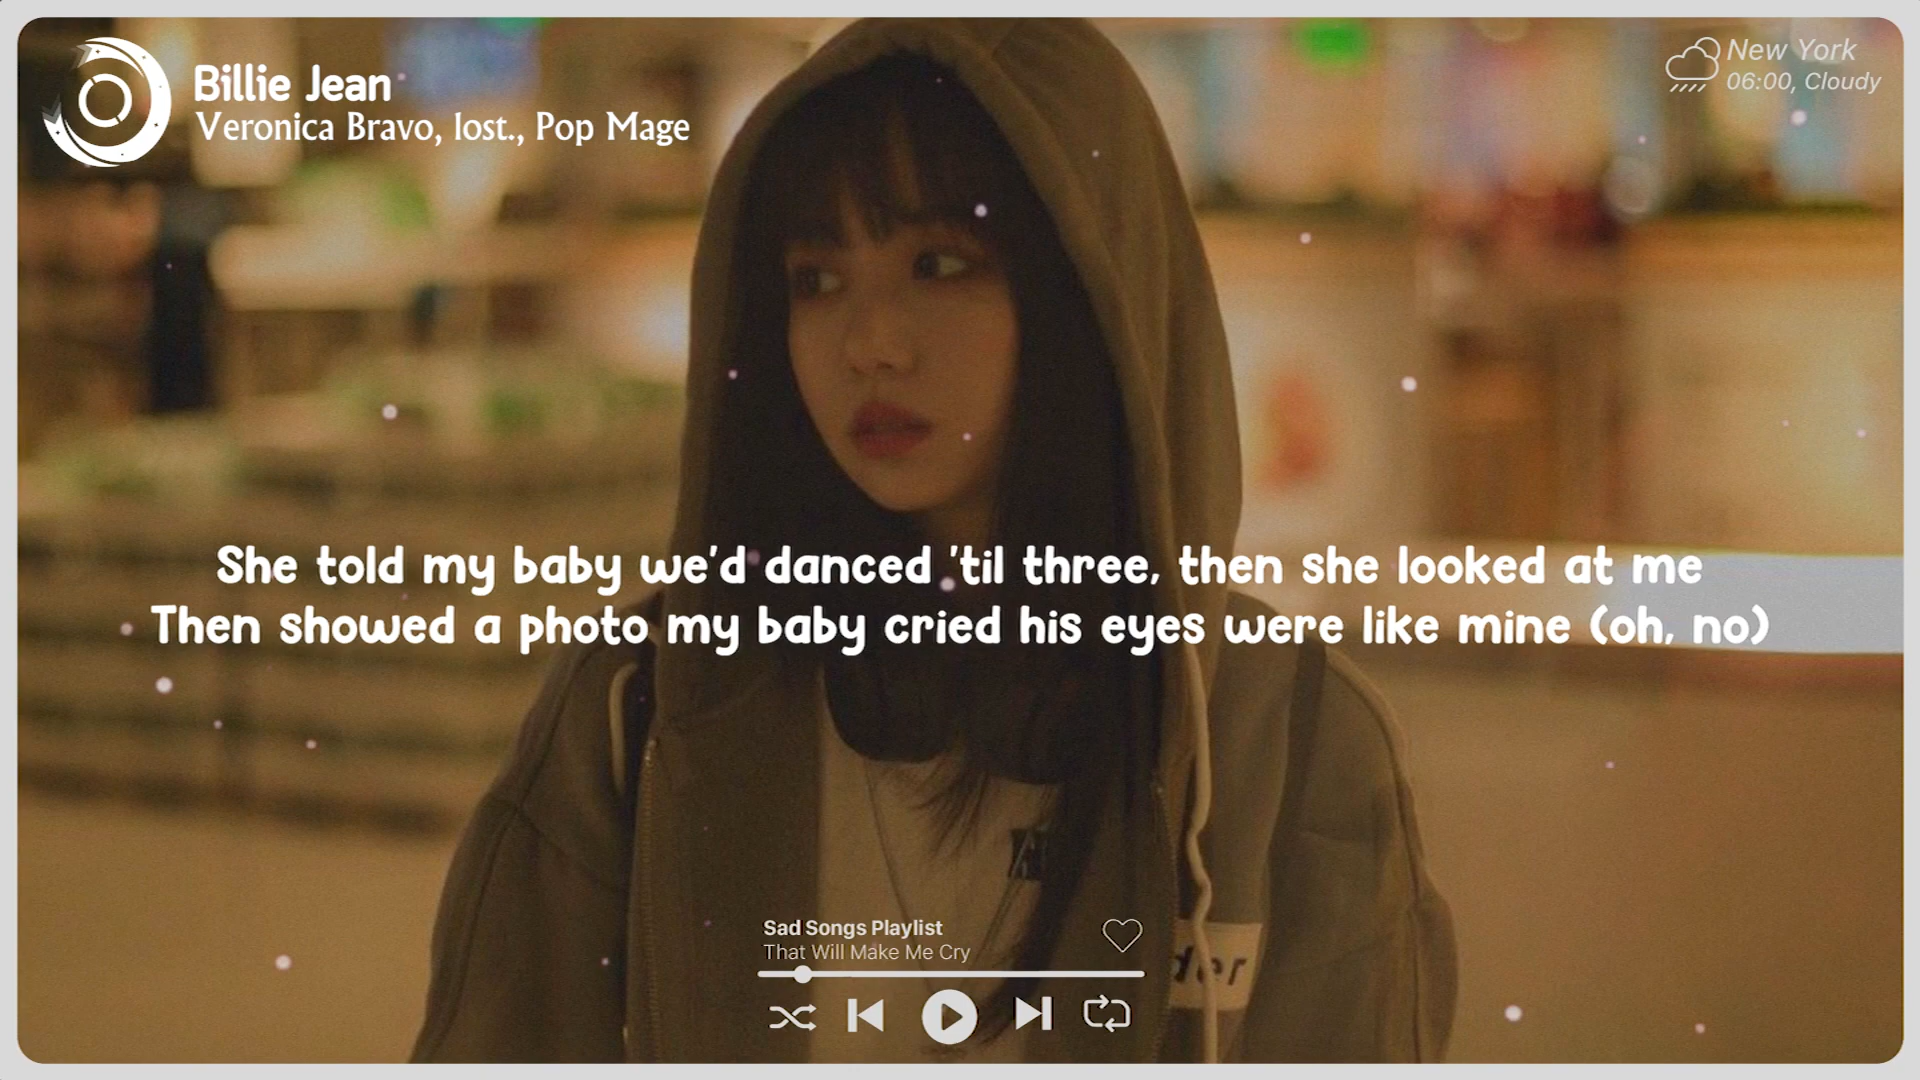 Billie Jean
Veronica Bravo, lost., Pop Mage
New York
06:00, Cloudy
She told my baby we'd danced 'til three, then she looked at me
Then showed a photo my baby cried his eyes were like mine (oh, no)
Sad Songs Playlist
That Will Make Me Cry
der